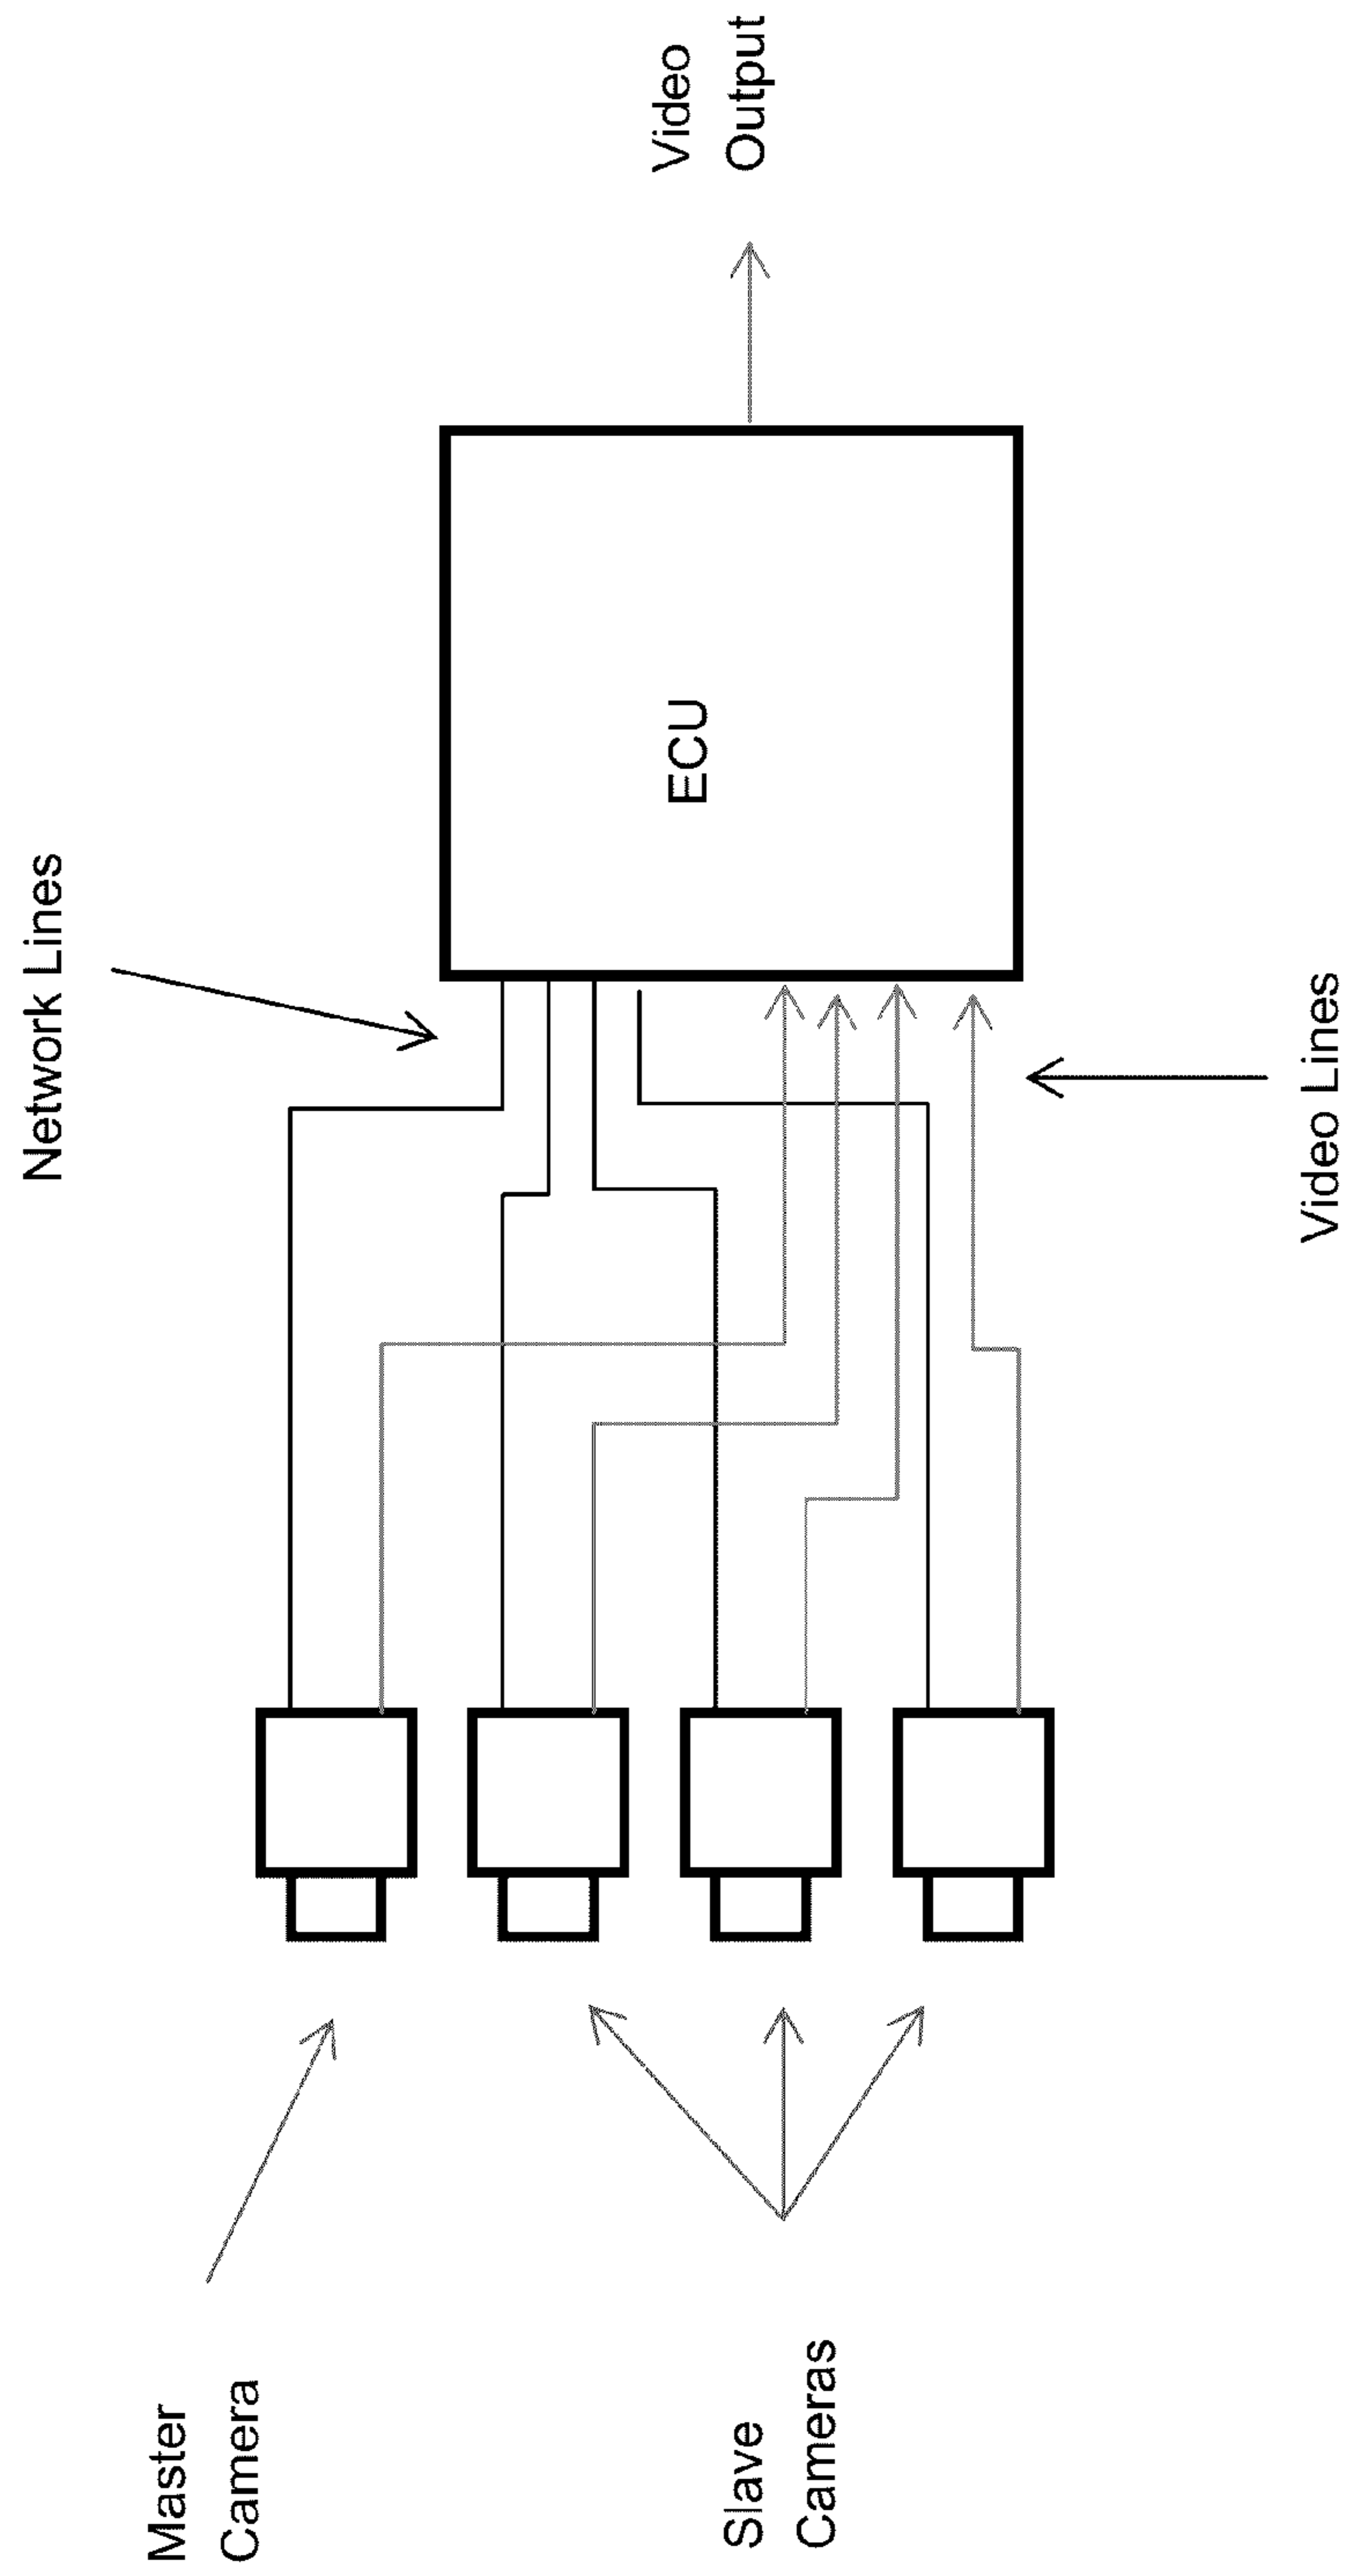 Master
Camera
Slave
Cameras
Network Lines
Video Lines
ECU
Video
Output